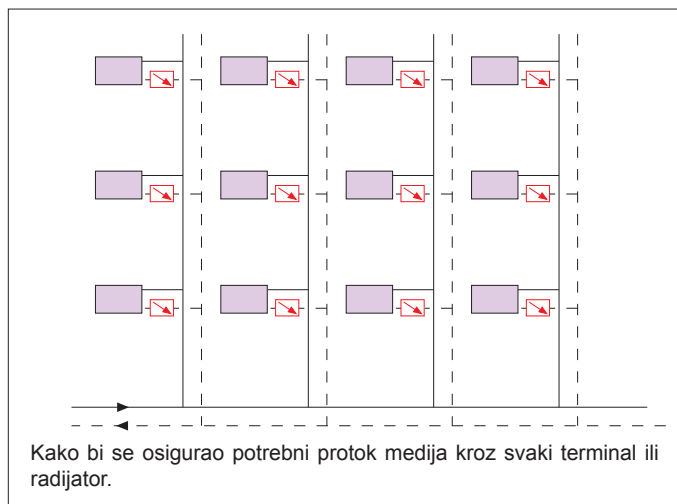 Kako bi se osigurao potrebni protok medija kroz svaki terminal ili
radijator.